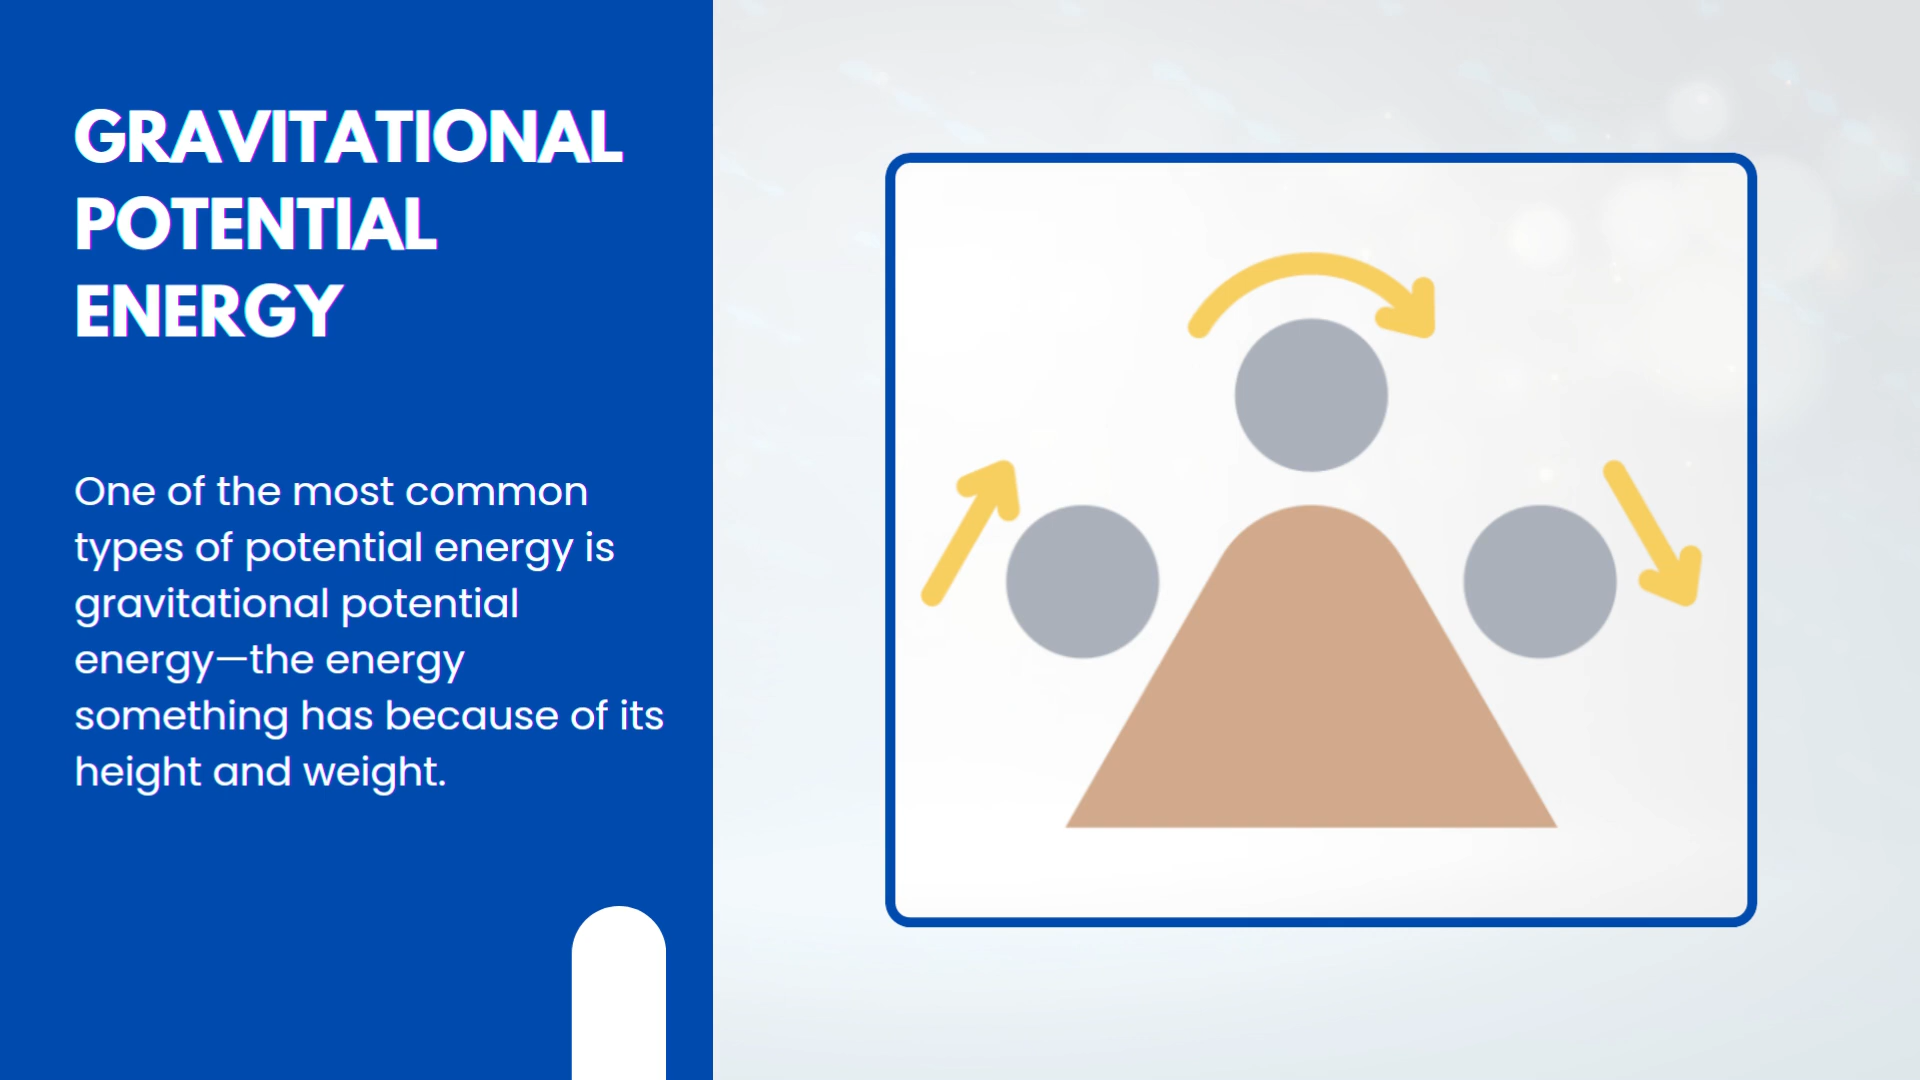 GRAVITATIONAL
POTENTIAL
ENERGY
One of the most common
types of potential energy is
gravitational potential
energy—the energy
something has because of its
height and weight.